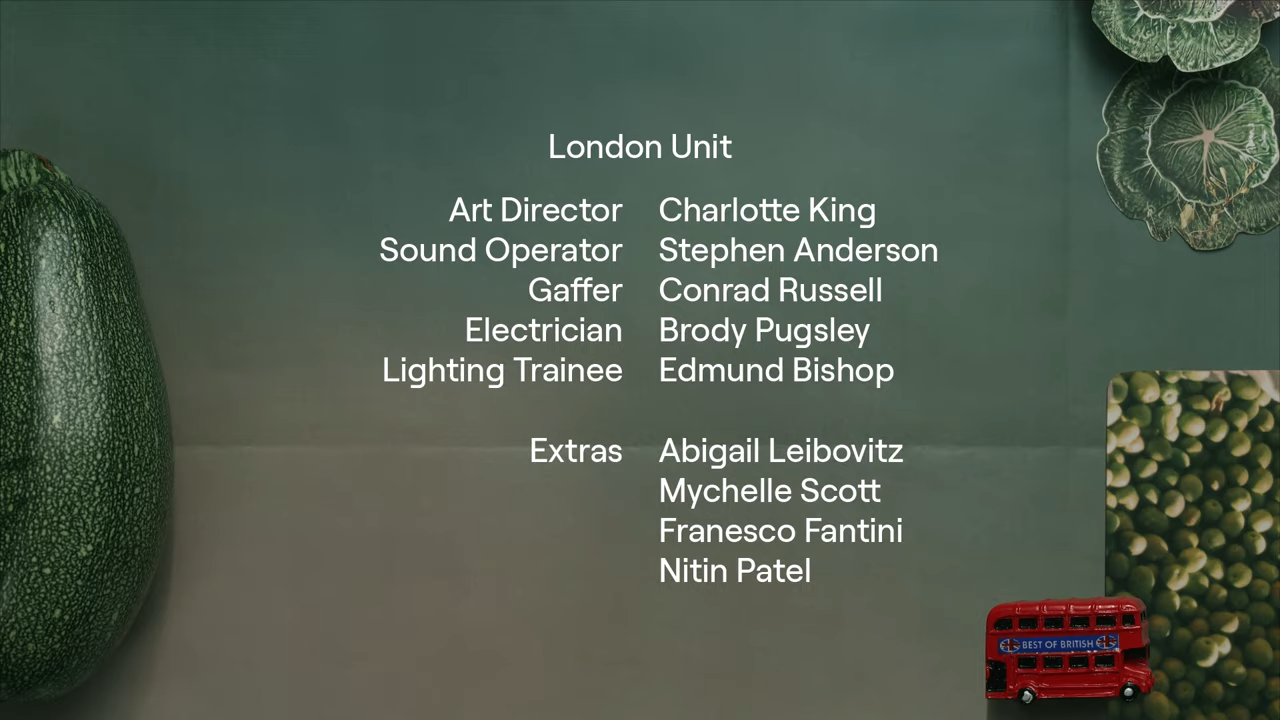 London Unit
Art Director Charlotte King
Sound Operator Stephen Anderson
Gaffer Conrad Russell
Electrician Brody Pugsley
Lighting Trainee Edmund Bishop
Extras Abigail Leibovitz
Mychelle Scott
Franesco Fantini
Nitin Patel
BEST OF BRITISH